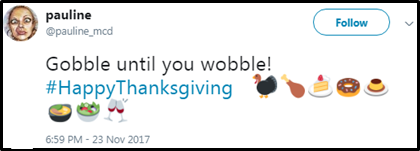 pauline
@pauline_mcd
Follow
Gobble until you wobble!
#HappyThanksgiving 🦃🍗🍰🍩🍮
🍲🥗🥂
6:59 PM - 23 Nov 2017